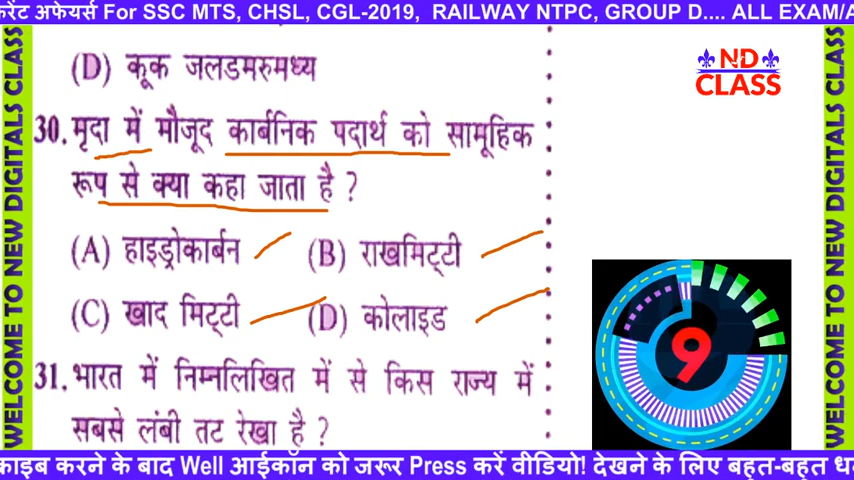 करेंट अफेयर्स For SSC MTS, CHSL, CGL-2019, RAILWAY NTPC, GROUP D.... ALL EXAM/
WELCOME TO NEW DIGITALS CLASS
ND
CLASS
(D) कूक जलडमरुमध्य
30. मृदा में मौजूद कार्बनिक पदार्थ को सामूहिक
रूप से क्या कहा जाता है ?
(A) हाइड्रोकार्बन (B) राखमिट्टी
(C) खाद मिट्टी (D) कोलाइड
31. भारत में निम्नलिखित में से किस राज्य में
सबसे लंबी तट रेखा है ?
9
WELCOME TO NEW DIGITALS CLASS
करने के बाद Well आईकॉन को जरूर Press करें वीडियो! देखने के लिए बहुत-बहुत